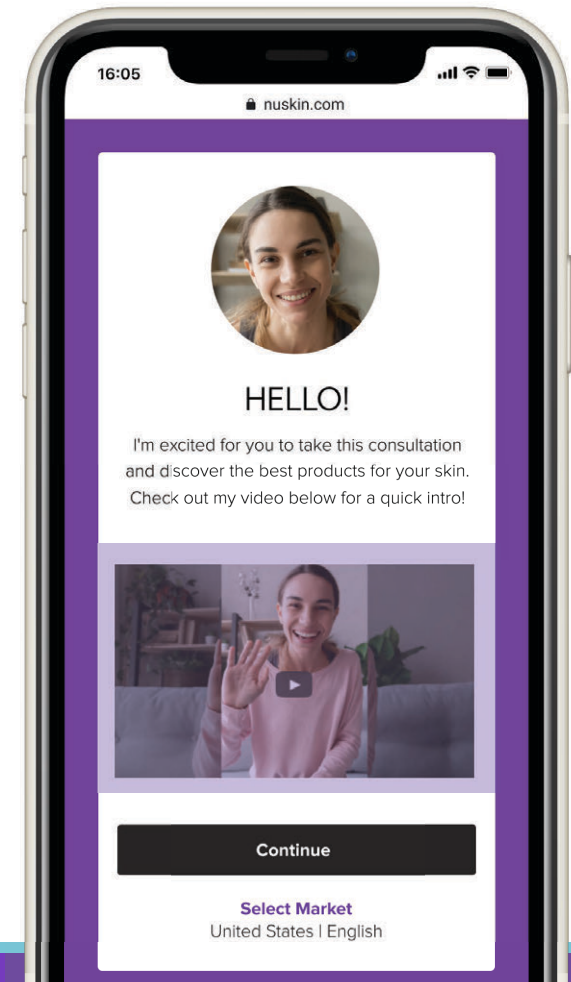 16:05
nuskin.com
HELLO!
I'm excited for you to take this consultation
and discover the best products for your skin.
Check out my video below for a quick intro!
Continue
Select Market
United States | English